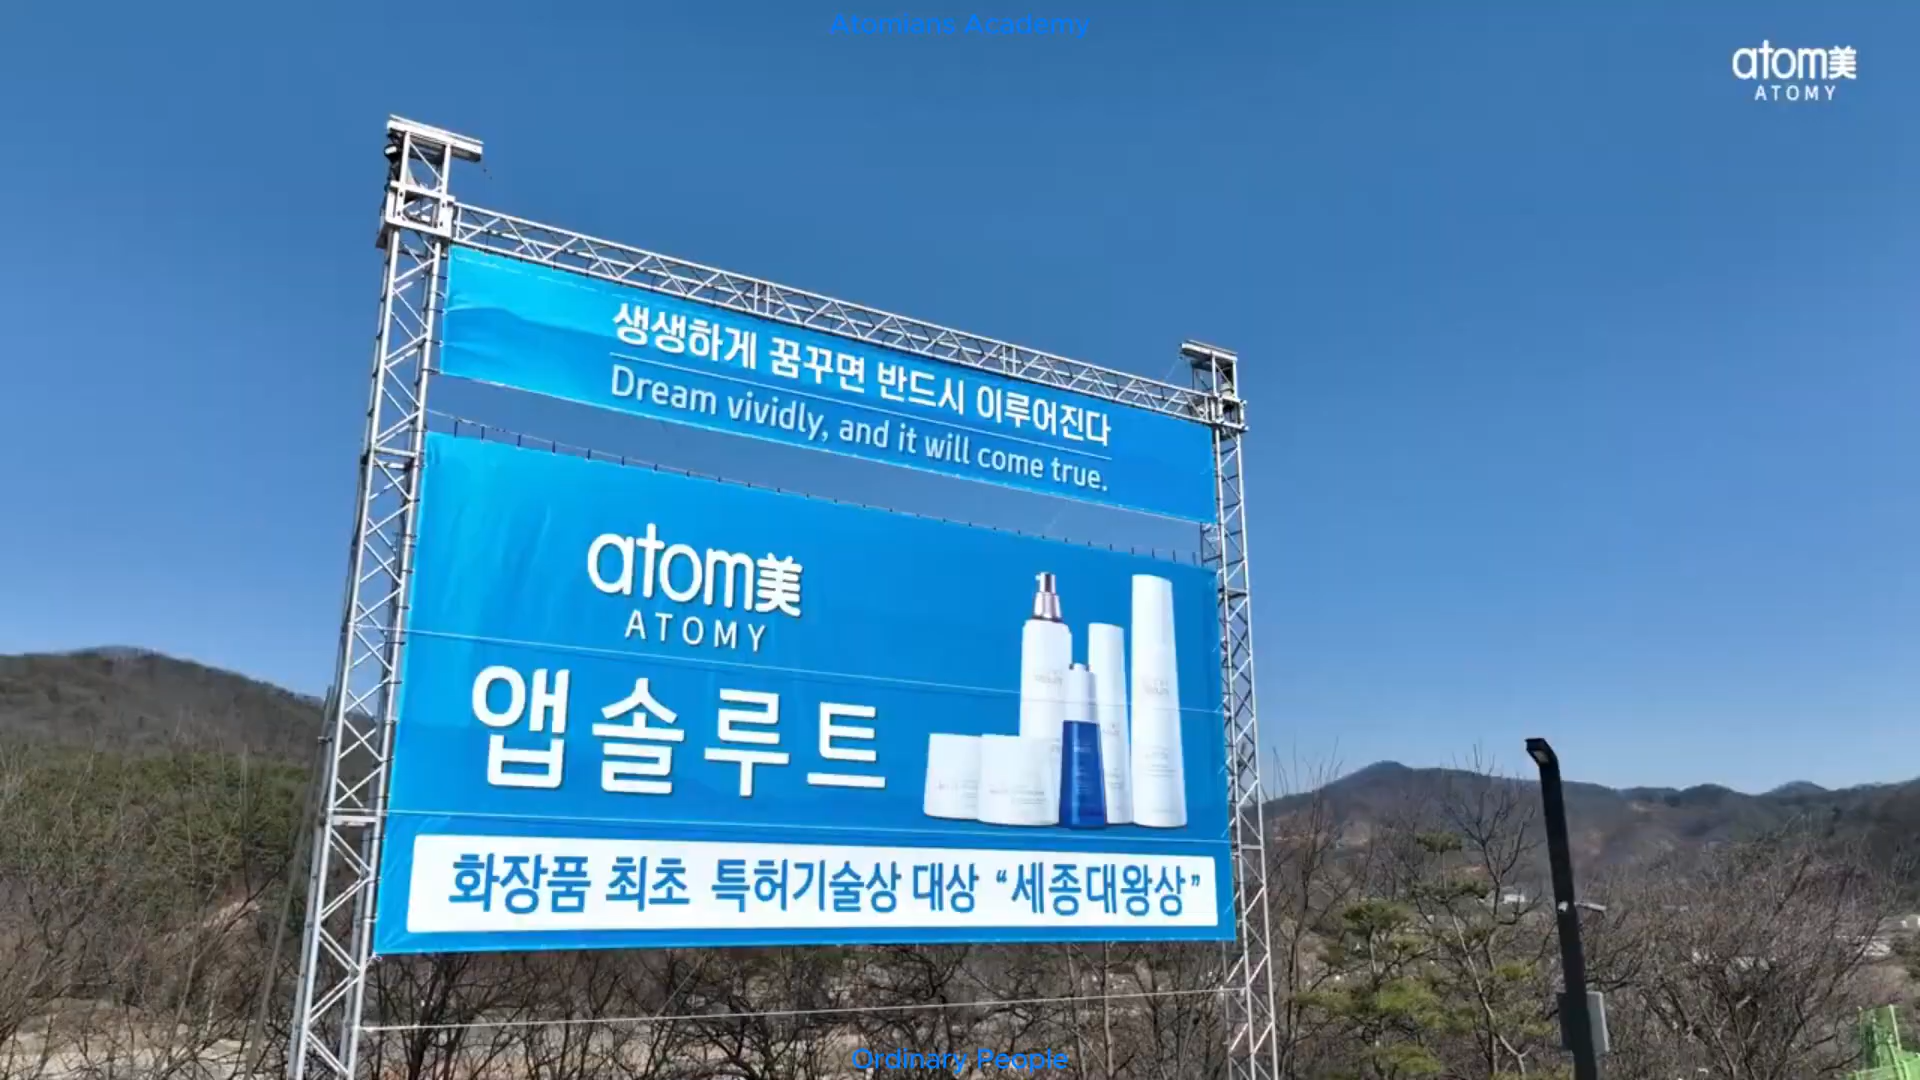 Atomians Academy
atom美
ATOMY
생생하게 꿈꾸면 반드시 이루어진다
Dream vividly, and it will come true.
atom美
ATOMY
앱솔루트
화장품 최초 특허기술상 대상 “세종대왕상”
Ordinary People